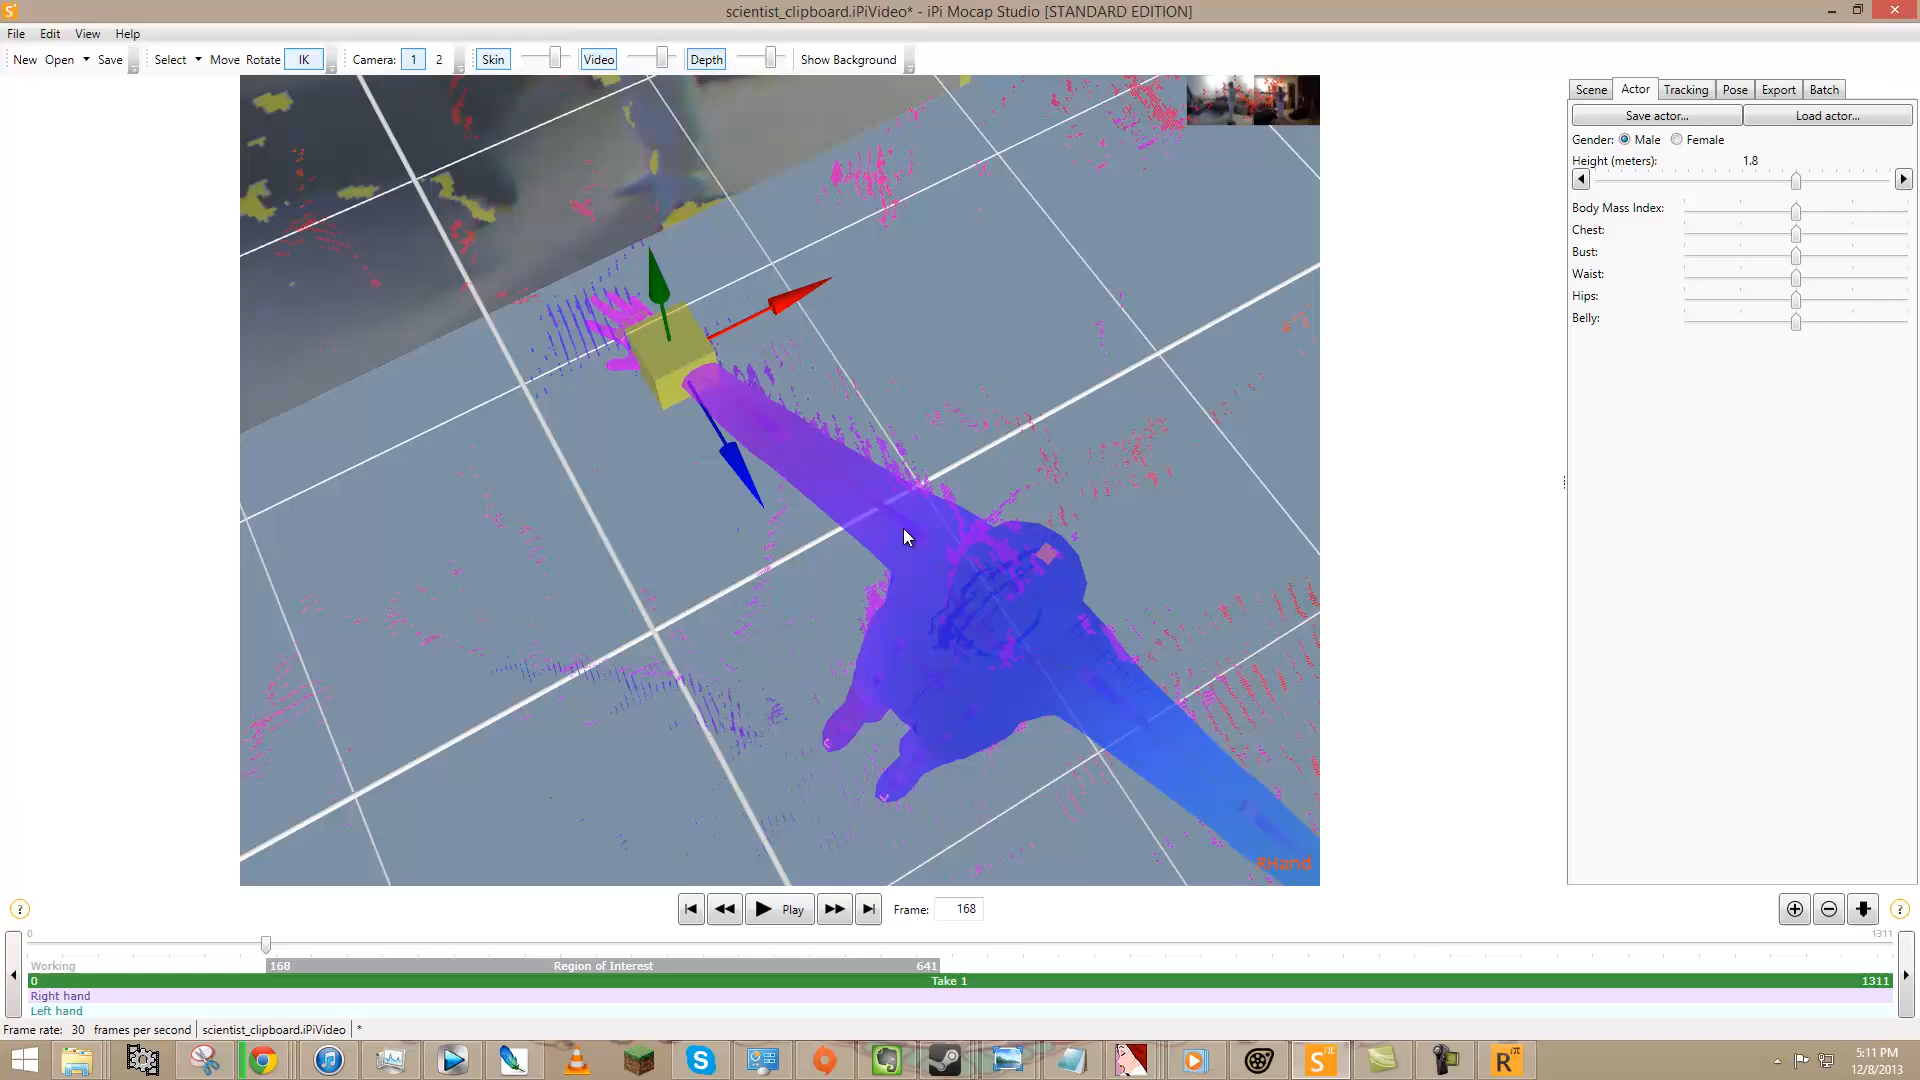 scientist_clipboard.iPiVideo* - iPi Mocap Studio [STANDARD EDITION]
File Edit View Help
New Open Save Select Move Rotate IK Camera: 1 2 Skin Video Depth Show Background
Scene Actor Tracking Pose Export Batch
Save actor... Load actor...
Gender: Male Female
Height (meters): 1.8
Body Mass Index:
Chest:
Bust:
Waist:
Hips:
Belly:
RHand
Play Frame: 168
0 1311
Working 168 Region of Interest 641
0 Take 1 1311
Right hand
Left hand
Frame rate: 30 frames per second scientist_clipboard.iPiVideo *
5:11 PM
12/8/2013